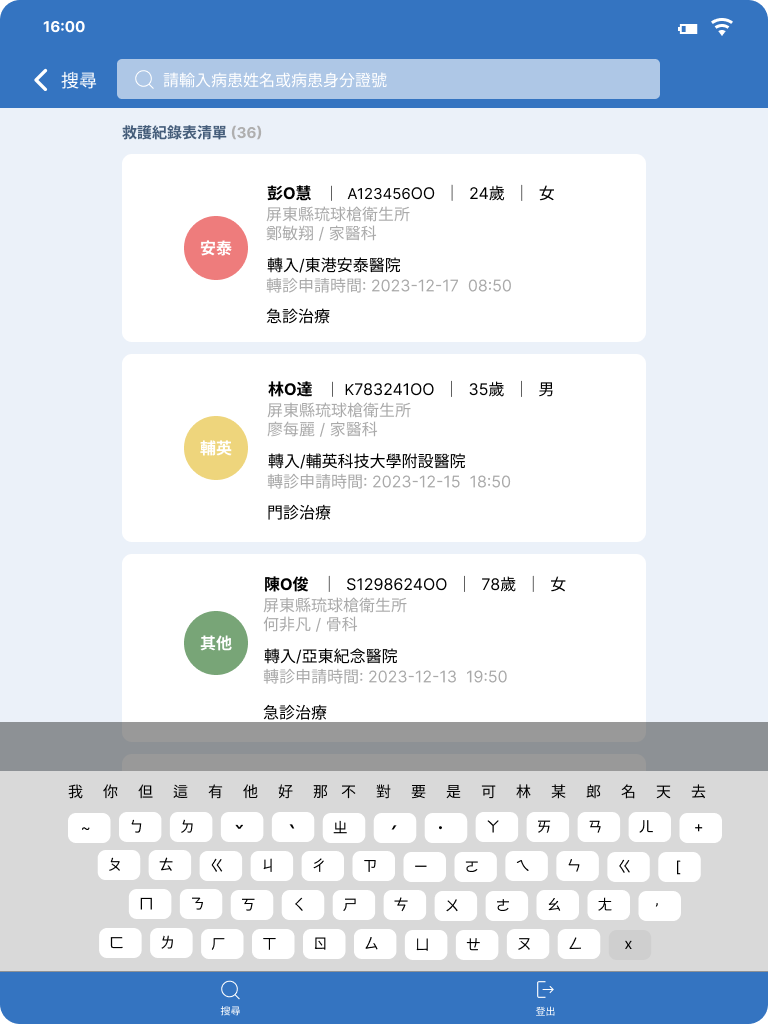 16:00
搜尋
請輸入病患姓名或病患身分證號
救護紀錄表清單 (36)
安泰
彭O慧 | A123456OO | 24歲 | 女
屏東縣琉球槍衛生所
鄭敏翔 / 家醫科
轉入/東港安泰醫院
轉診申請時間: 2023-12-17 08:50
急診治療
輔英
林O達 | K783241OO | 35歲 | 男
屏東縣琉球槍衛生所
廖每麗 / 家醫科
轉入/輔英科技大學附設醫院
轉診申請時間: 2023-12-15 18:50
門診治療
其他
陳O俊 | S1298624OO | 78歲 | 女
屏東縣琉球槍衛生所
何非凡 / 骨科
轉入/亞東紀念醫院
轉診申請時間: 2023-12-13 19:50
急診治療
我 你 但 這 有 他 好 那 不 對 要 是 可 林 某 郎 名 天 去
~ ㄅ ㄉ ˇ ˋ ㄓ ˊ ˙ ㄚ ㄞ ㄢ ㄦ +
ㄆ ㄊ ㄍ ㄐ ㄔ ㄗ ㄧ ㄛ ㄟ ㄣ ㄍ [
ㄇ ㄋ ㄎ ㄑ ㄕ ㄘ ㄨ ㄜ ㄠ ㄤ ′
ㄈ ㄌ ㄏ ㄒ ㄖ ㄙ ㄩ ㄝ ㄡ ㄥ x
搜尋
登出